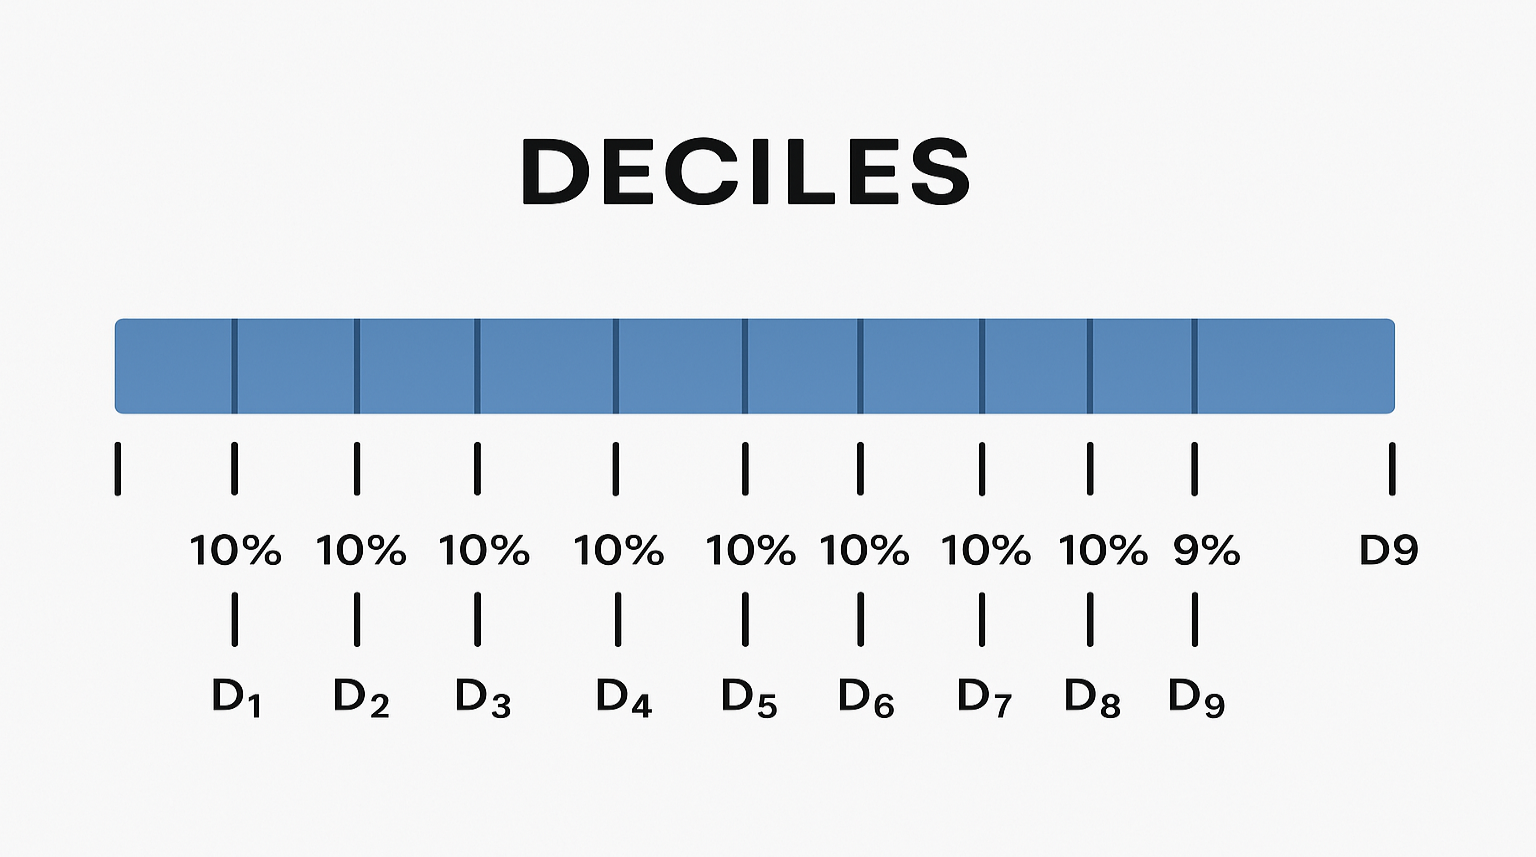 DECILES
10% 10% 10% 10% 10% 10% 10% 10% 9% D9
D₁ D₂ D₃ D₄ D₅ D₆ D₇ D₈ D₉